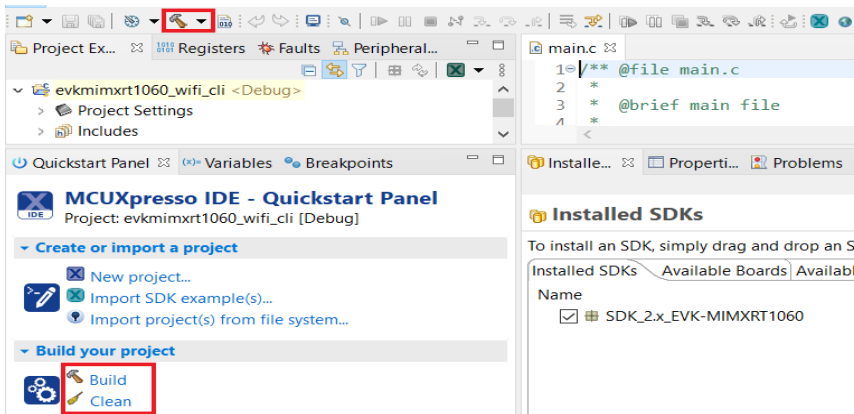 Project Ex...
Registers
Faults
Peripheral...
evkmimxrt1060_wifi_cli <Debug>
Project Settings
Includes
main.c
1 /** @file main.c
2 *
3 * @brief main file
4 *
Quickstart Panel
(x)= Variables
Breakpoints
IDE
MCUXpresso IDE - Quickstart Panel
Project: evkmimxrt1060_wifi_cli [Debug]
Create or import a project
New project...
Import SDK example(s)...
Import project(s) from file system...
Build your project
Build
Clean
Installe...
Properti...
Problems
Installed SDKs
To install an SDK, simply drag and drop an S
Installed SDKs
Available Boards
Availabl
Name
SDK_2.x_EVK-MIMXRT1060